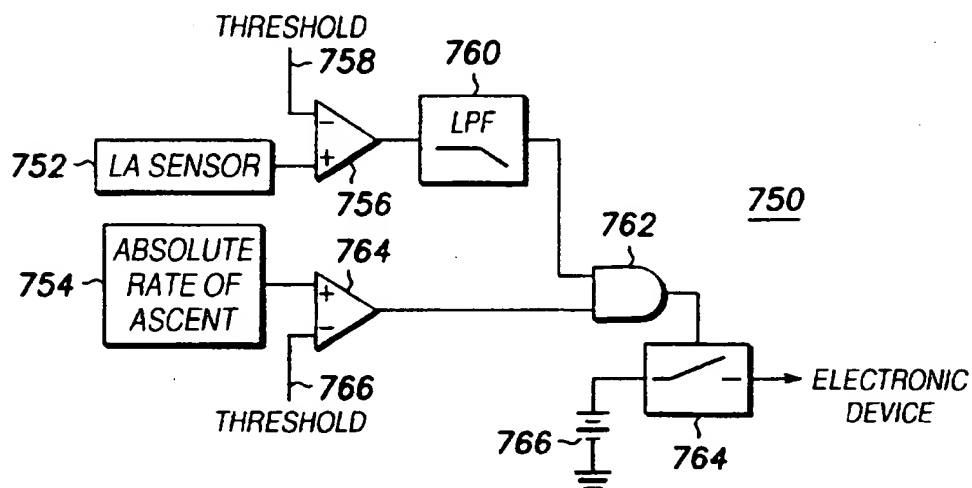 THRESHOLD
758
760
LPF
752
LA SENSOR
756
750
762
764
754
ABSOLUTE
RATE OF
ASCENT
766
THRESHOLD
766
764
ELECTRONIC
DEVICE